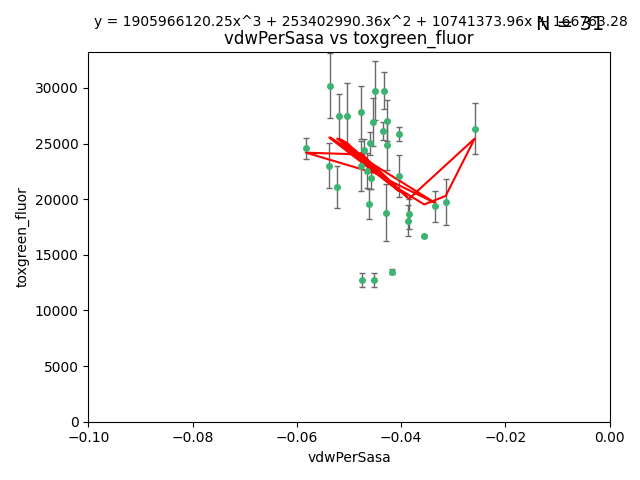 y = 1905966120.25x^3 + 253402990.36x^2 + 10741373.96x + 166763.28
N = 31
vdwPerSasa vs toxgreen_fluor
30000
25000
20000
15000
10000
5000
0
toxgreen_fluor
−0.10 −0.08 −0.06 −0.04 −0.02 0.00
vdwPerSasa